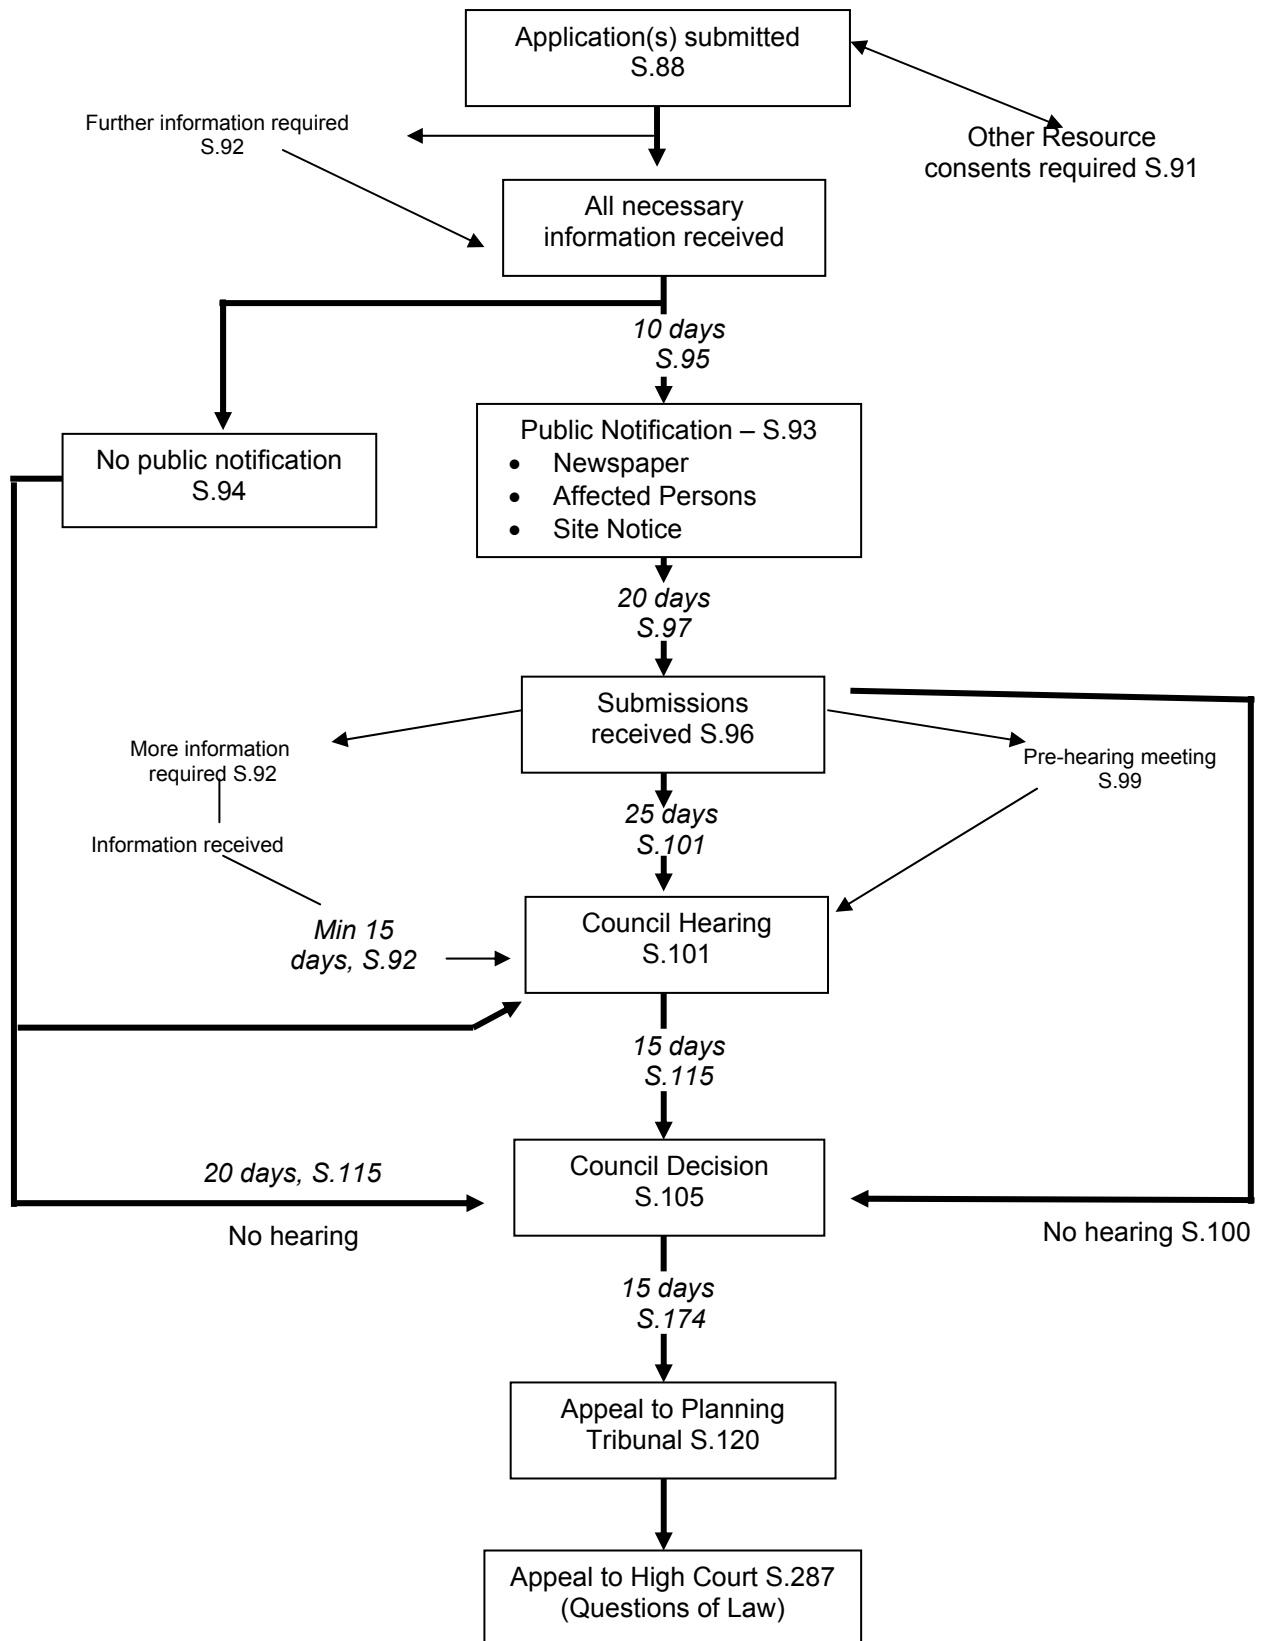 Application(s) submitted
S.88
Further information required
S.92
Other Resource
consents required S.91
All necessary
information received
10 days
S.95
Public Notification – S.93
• Newspaper
• Affected Persons
• Site Notice
No public notification
S.94
20 days
S.97
Submissions
received S.96
More information
required S.92
Pre-hearing meeting
S.99
25 days
S.101
Information received
Council Hearing
S.101
Min 15
days, S.92
15 days
S.115
Council Decision
S.105
20 days, S.115
No hearing
No hearing S.100
15 days
S.174
Appeal to Planning
Tribunal S.120
Appeal to High Court S.287
(Questions of Law)